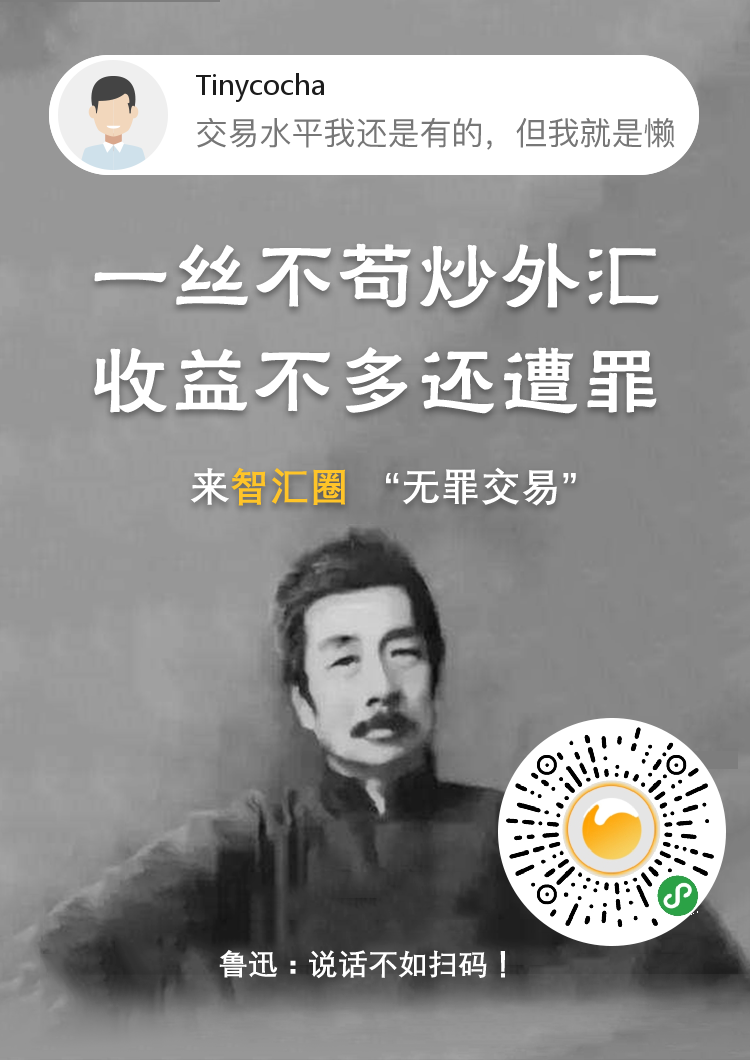 Tinycocha
交易水平我还是有的，但我就是懒
一丝不苟炒外汇
收益不多还遭罪
来智汇圈 “无罪交易”
鲁迅：说话不如扫码！